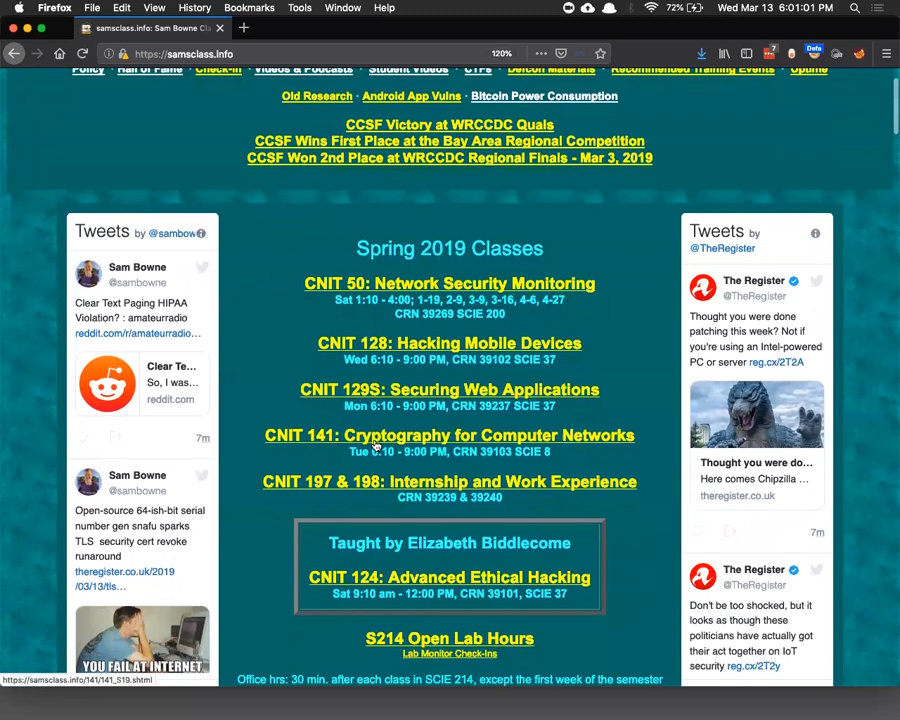 Firefox File Edit View History Bookmarks Tools Window Help 72% Wed Mar 13 6:01:01 PM
samsclass.info: Sam Bowne Cl
https://samsclass.info 120% 7 Defa
Policy · Hall of Fame · Check-In · Videos & Podcasts · Student Videos · CTFs · Defcon Materials · Recommended Training Events · Uptime
Old Research · Android App Vulns · Bitcoin Power Consumption
CCSF Victory at WRCCDC Quals
CCSF Wins First Place at the Bay Area Regional Competition
CCSF Won 2nd Place at WRCCDC Regional Finals - Mar 3, 2019
Tweets by @sambow
Sam Bowne
@sambowne
Clear Text Paging HIPAA
Violation? : amateurradio
reddit.com/r/amateurradio…
Clear Te…
So, I was…
reddit.com
7m
Sam Bowne
@sambowne
Open-source 64-ish-bit serial
number gen snafu sparks
TLS security cert revoke
runaround
theregister.co.uk/2019
/03/13/tls…
YOU FAIL AT INTERNET
Spring 2019 Classes
CNIT 50: Network Security Monitoring
Sat 1:10 - 4:00; 1-19, 2-9, 3-9, 3-16, 4-6, 4-27
CRN 39269 SCIE 200
CNIT 128: Hacking Mobile Devices
Wed 6:10 - 9:00 PM, CRN 39102 SCIE 37
CNIT 129S: Securing Web Applications
Mon 6:10 - 9:00 PM, CRN 39237 SCIE 37
CNIT 141: Cryptography for Computer Networks
Tue 6:10 - 9:00 PM, CRN 39103 SCIE 8
CNIT 197 & 198: Internship and Work Experience
CRN 39239 & 39240
Taught by Elizabeth Biddlecome
CNIT 124: Advanced Ethical Hacking
Sat 9:10 am - 12:00 PM, CRN 39101, SCIE 37
S214 Open Lab Hours
Lab Monitor Check-Ins
Office hrs: 30 min. after each class in SCIE 214, except the first week of the semester
Tweets by
@TheRegister
The Register
@TheRegister
Thought you were done
patching this week? Not if
you're using an Intel-powered
PC or server reg.cx/2T2A
Thought you were do…
Here comes Chipzilla …
theregister.co.uk
7m
The Register
@TheRegister
Don't be too shocked, but it
looks as though these
politicians have actually got
their act together on IoT
security reg.cx/2T2y
https://samsclass.info/141/141_S19.shtml